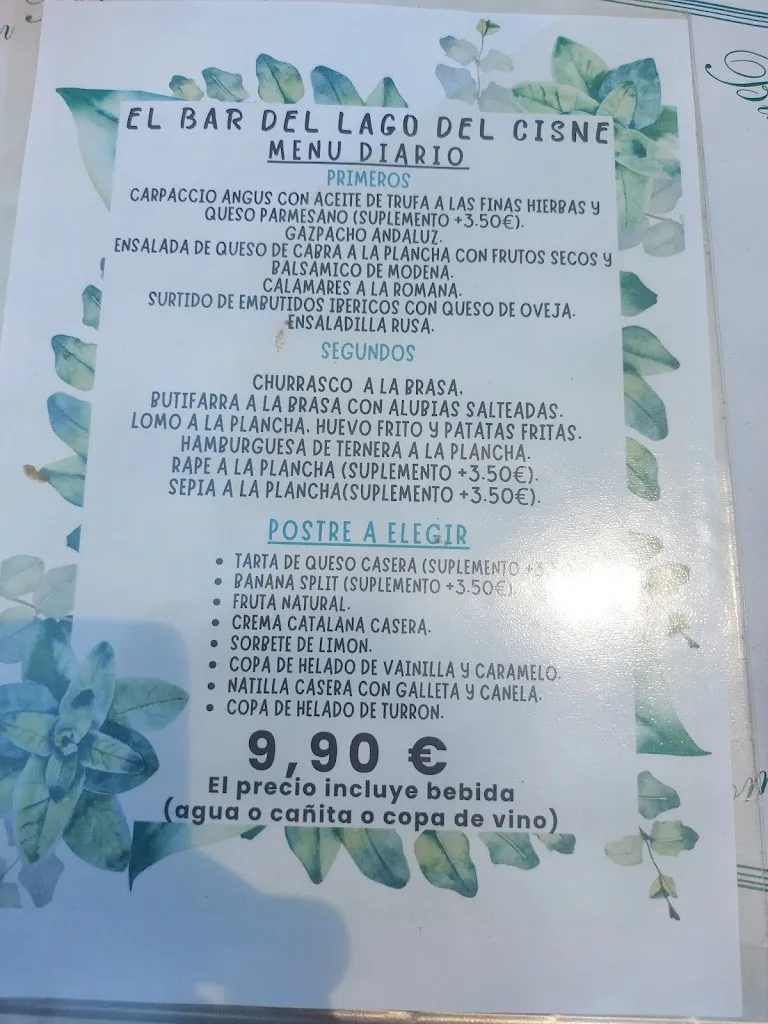 EL BAR DEL LAGO DEL CISNE
MENU DIARIO
PRIMEROS
CARPACCIO ANGUS CON ACEITE DE TRUFA A LAS FINAS HIERBAS Y
QUESO PARMESANO (SUPLEMENTO +3.50€).
GAZPACHO ANDALUZ.
ENSALADA DE QUESO DE CABRA A LA PLANCHA CON FRUTOS SECOS Y
BALSAMICO DE MODENA.
CALAMARES A LA ROMANA.
SURTIDO DE EMBUTIDOS IBERICOS CON QUESO DE OVEJA.
ENSALADILLA RUSA.
SEGUNDOS
CHURRASCO A LA BRASA.
BUTIFARRA A LA BRASA CON ALUBIAS SALTEADAS.
LOMO A LA PLANCHA, HUEVO FRITO Y PATATAS FRITAS.
HAMBURGUESA DE TERNERA A LA PLANCHA.
RAPE A LA PLANCHA (SUPLEMENTO +3.50€).
SEPIA A LA PLANCHA(SUPLEMENTO +3.50€).
POSTRE A ELEGIR
• TARTA DE QUESO CASERA (SUPLEMENTO
• BANANA SPLIT (SUPLEMENTO +3.50€)
• FRUTA NATURAL.
• CREMA CATALANA CASERA.
• SORBETE DE LIMON.
• COPA DE HELADO DE VAINILLA Y CARAMELO.
• NATILLA CASERA CON GALLETA Y CANELA.
• COPA DE HELADO DE TURRON.
9,90 €
El precio incluye bebida
(agua o cañita o copa de vino)